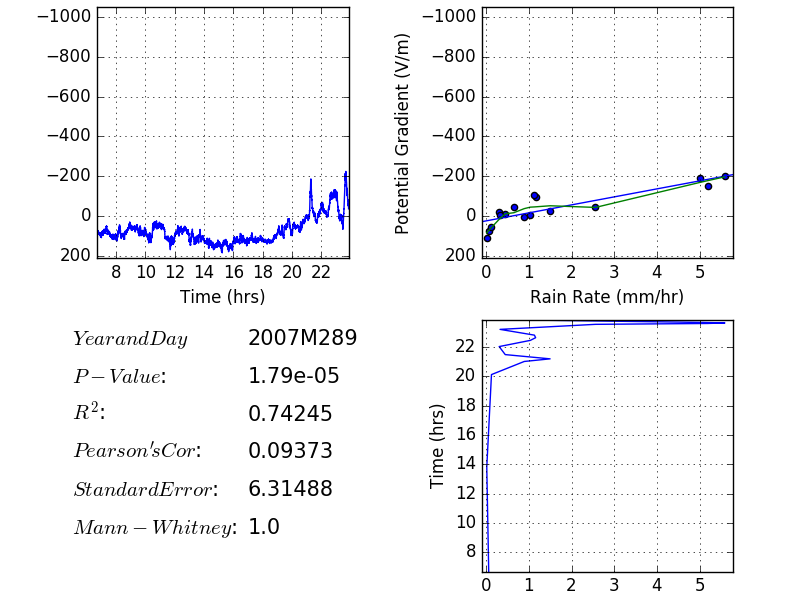 −1000
−800
−600
−400
−200
0
200
8 10 12 14 16 18 20 22
Time (hrs)
Potential Gradient (V/m)
−1000
−800
−600
−400
−200
0
200
0 1 2 3 4 5
Rain Rate (mm/hr)
YearandDay 2007M289
P−Value: 1.79e-05
R²: 0.74245
Pearson'sCor: 0.09373
StandardError: 6.31488
Mann−Whitney: 1.0
Time (hrs)
22
20
18
16
14
12
10
8
0 1 2 3 4 5